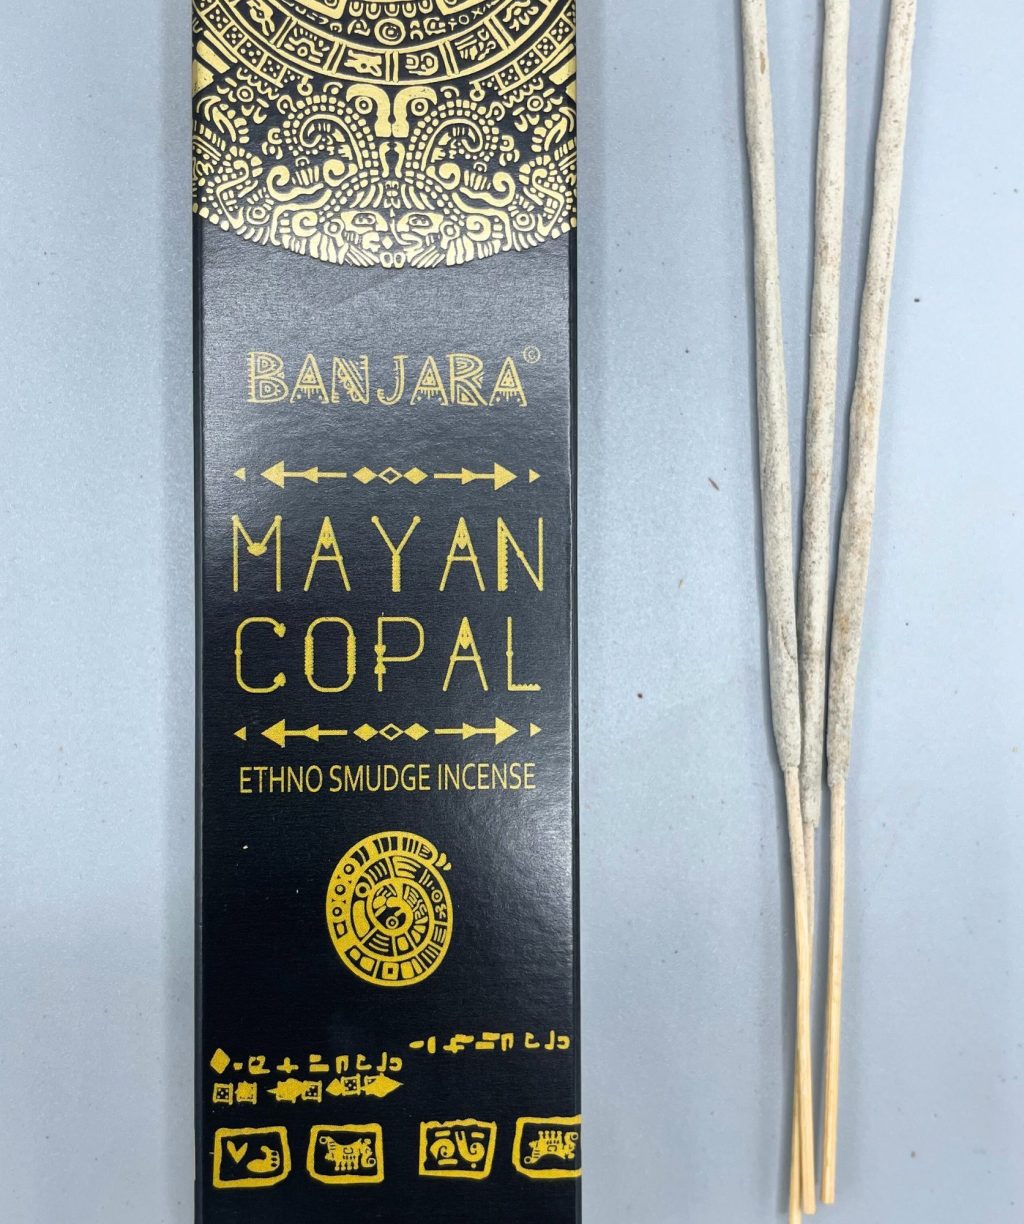 BANJARA©
MAYAN
COPAL
ETHNO SMUDGE INCENSE